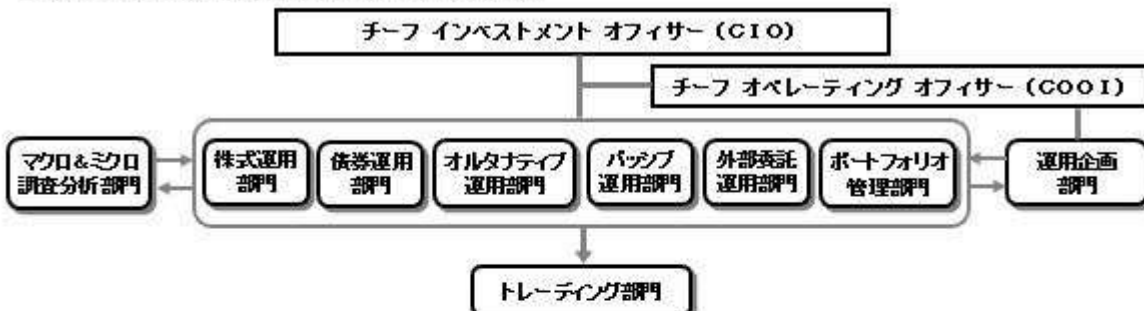 チーフ インベストメント オフィサー (CIO)
チーフ オペレーティング オフィサー (COOI)
マクロ&ミクロ
調査分析部門
株式運用
部門
債券運用
部門
オルタナティブ
運用部門
パッシブ
運用部門
外部委託
運用部門
ポートフォリオ
管理部門
運用企画
部門
トレーディング部門